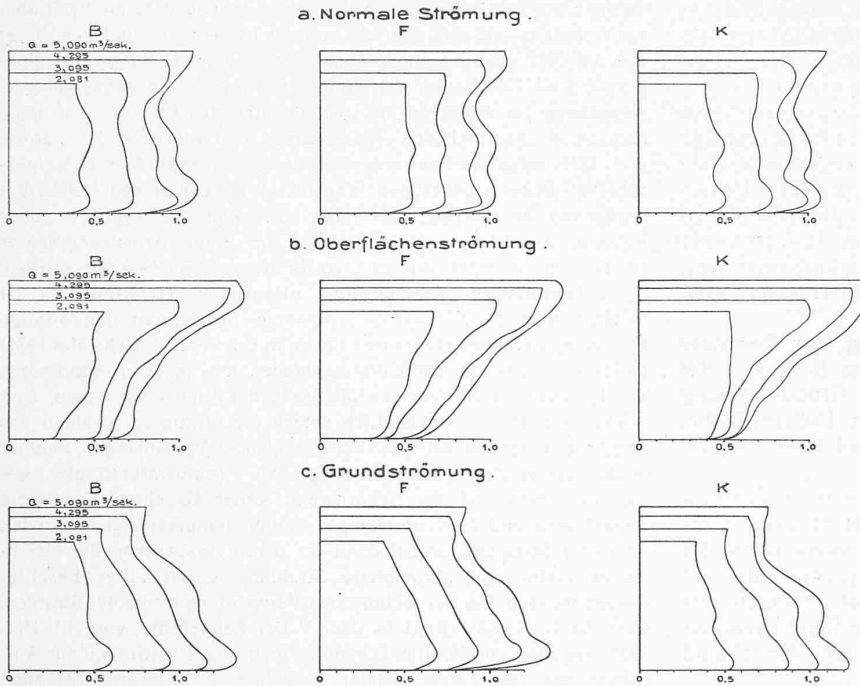 a. Normale Strömung.
B F K
Q = 5,090 m³/sek.
4,295
3,095
2,081
0 0,5 1,0 0 0,5 1,0 0 0,5 1,0
b. Oberflächenströmung.
B F K
Q = 5,090 m³/sek.
4,295
3,095
2,081
0 0,5 1,0 0 0,5 1,0 0 0,5 1,0
c. Grundströmung
B F K
Q = 5,090 m³/sek.
4,295
3,095
2,081
0 0,5 1,0 0 0,5 1,0 0 0,5 1,0